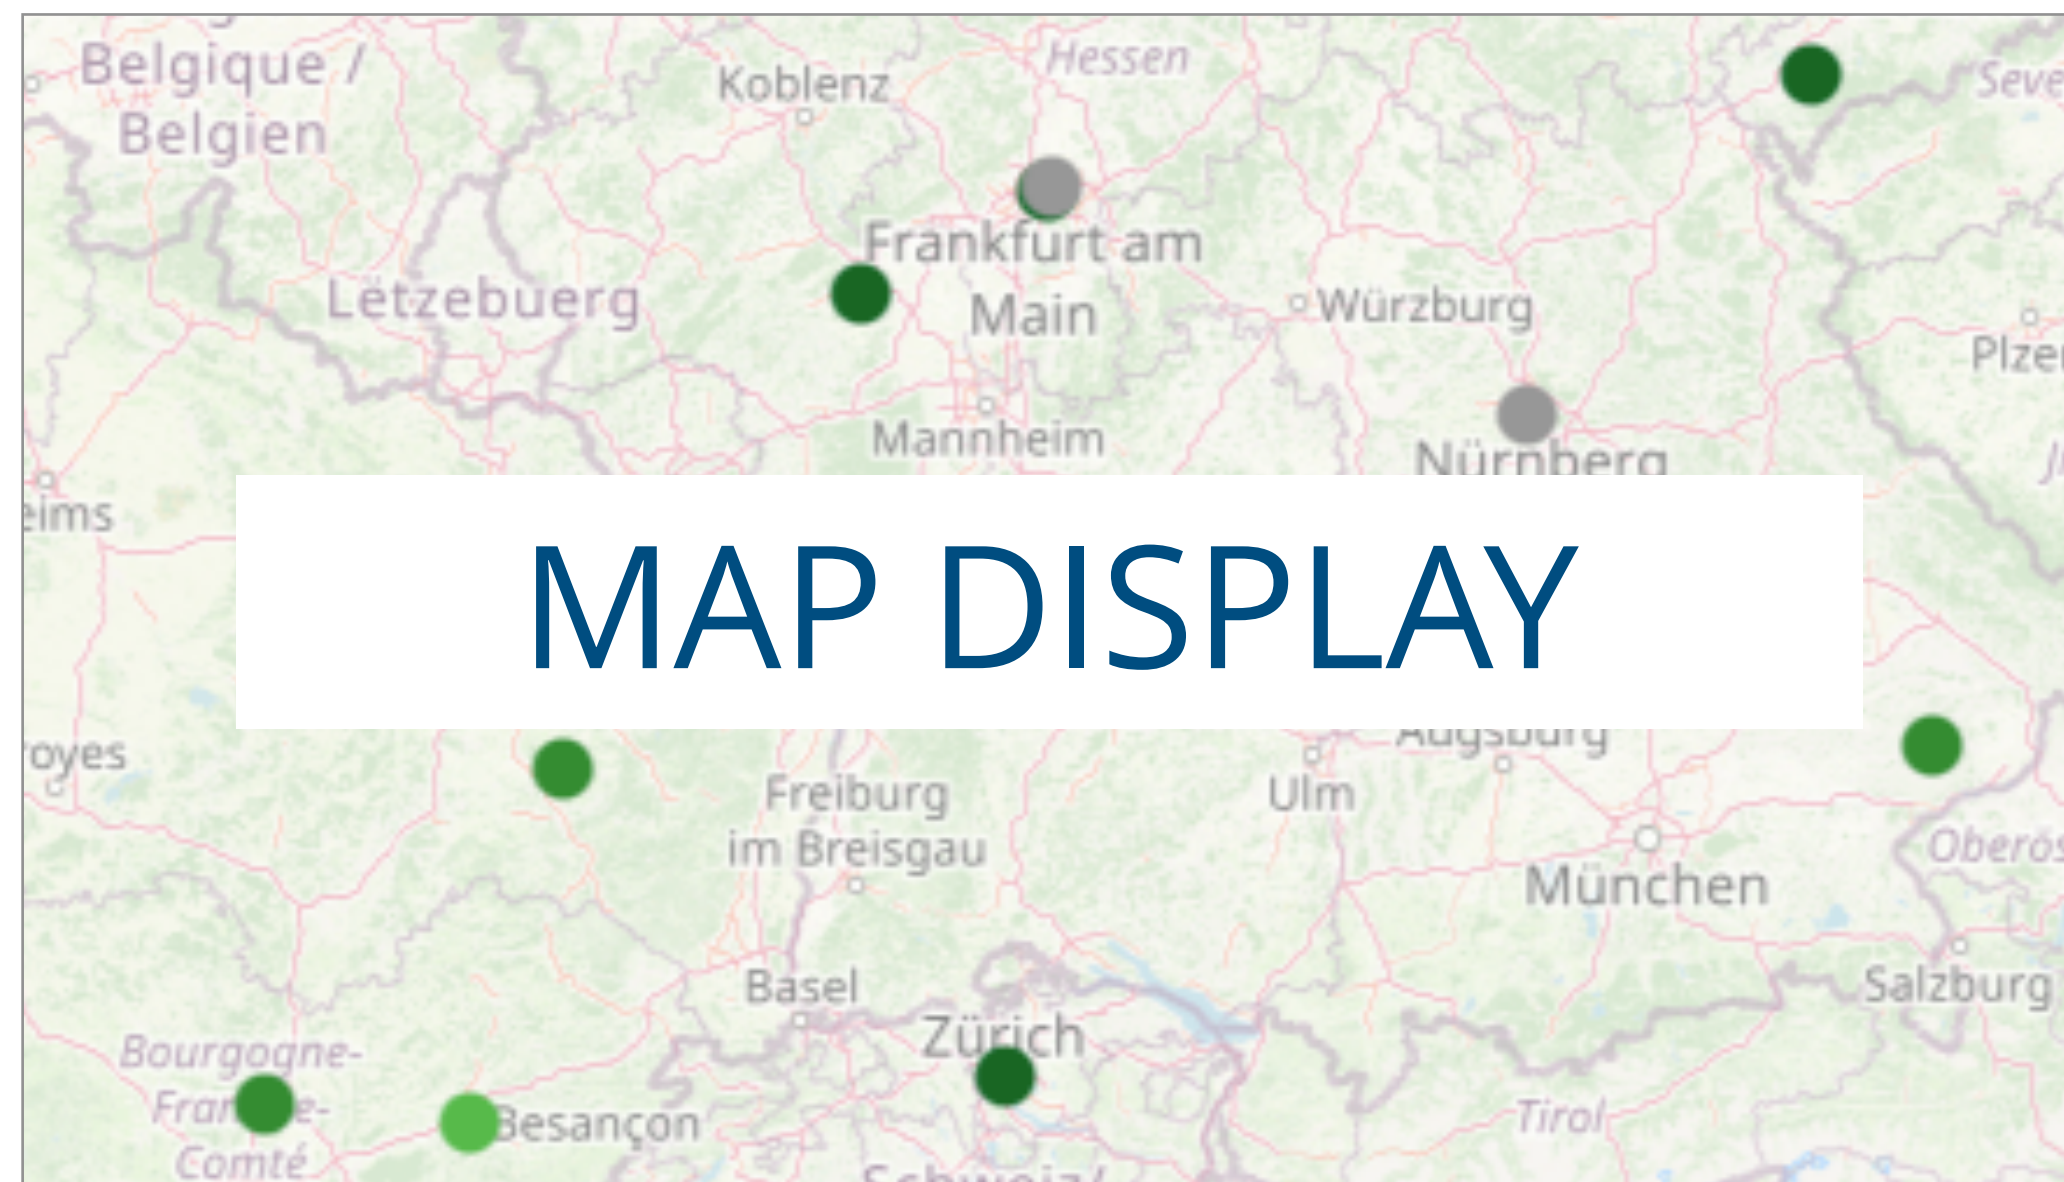 Belgique /
Belgien
Koblenz
Hessen
Frankfurt am
Main
Lëtzebuerg
Würzburg
Mannheim
Nürnberg
MAP DISPLAY
Augsburg
Freiburg
im Breisgau
Ulm
München
Salzburg
Basel
Zürich
Bourgogne-
Comté
Besançon
Tirol